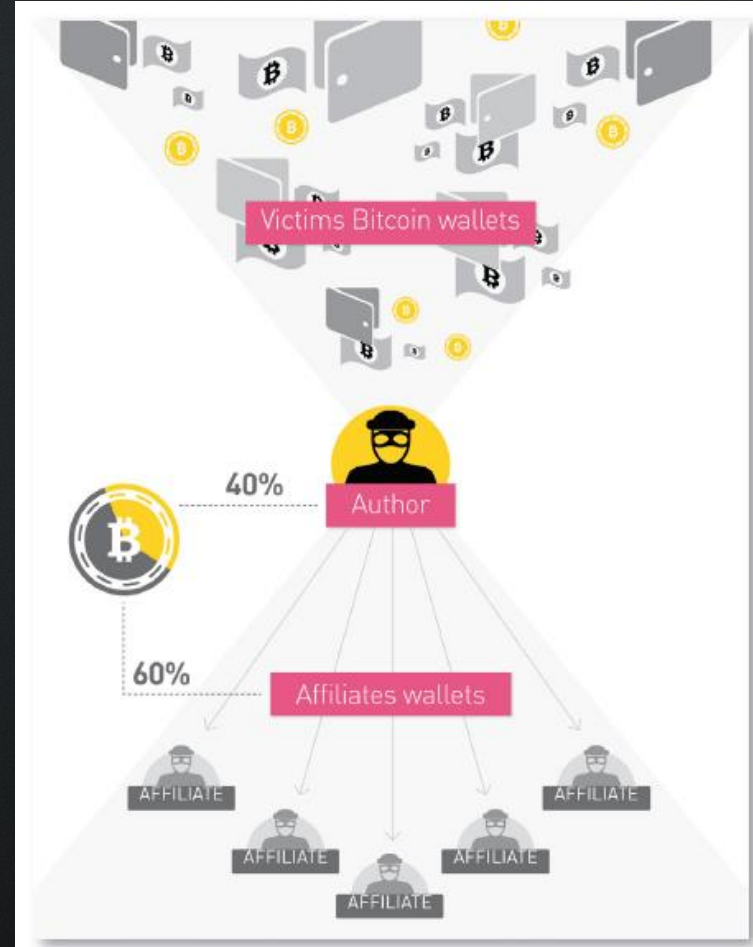 Victims Bitcoin wallets
40%
Author
60%
Affiliates wallets
AFFILIATE
AFFILIATE
AFFILIATE
AFFILIATE
AFFILIATE